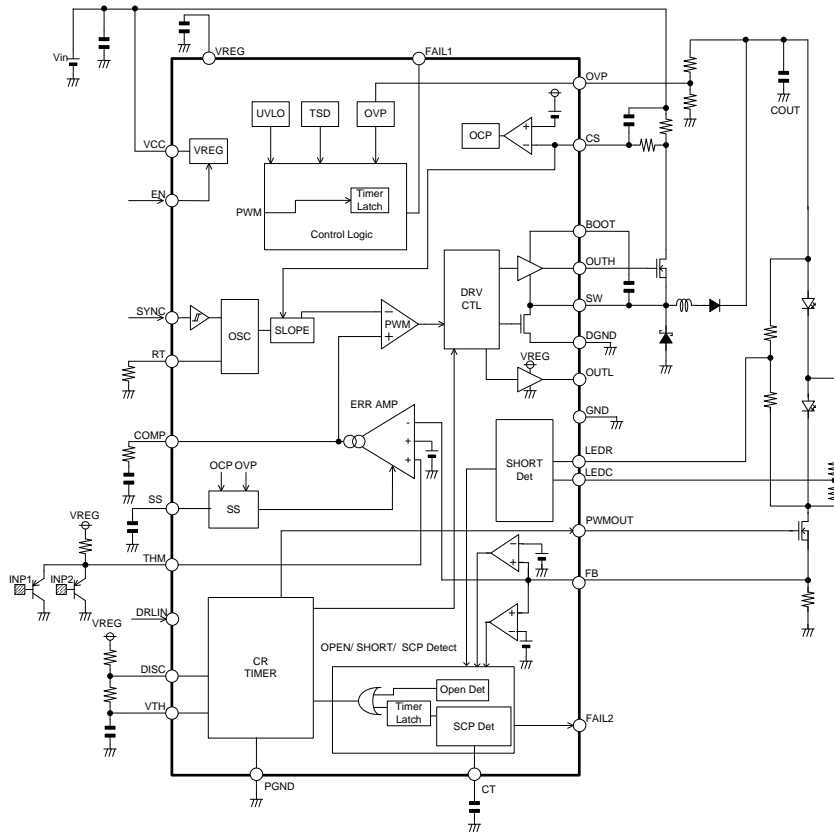 VREG
FAIL1
Vin
OVP
COUT
UVLO
TSD
OVP
OCP
+
−
CS
VCC
VREG
EN
Timer
Latch
PWM
Control Logic
BOOT
OUTH
DRV
CTL
SW
SYNC
OSC
SLOPE
−
PWM
+
DGND
RT
VREG
OUTL
ERR AMP
GND
COMP
-
+
+
SHORT
Det
LEDR
LEDC
OCP OVP
SS
SS
VREG
PWMOUT
THM
−
+
FB
INP1
INP2
DRLIN
+
−
VREG
OPEN/ SHORT/ SCP Detect
CR
TIMER
DISC
Open Det
VTH
Timer
Latch
SCP Det
FAIL2
PGND
CT